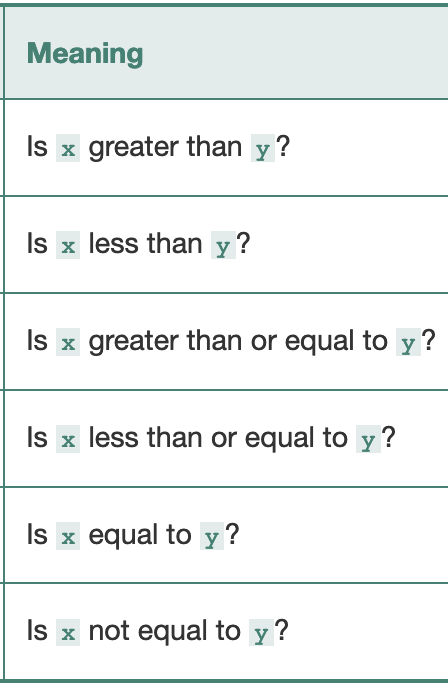 Meaning
Is x greater than y?
Is x less than y?
Is x greater than or equal to y?
Is x less than or equal to y?
Is x equal to y?
Is x not equal to y?